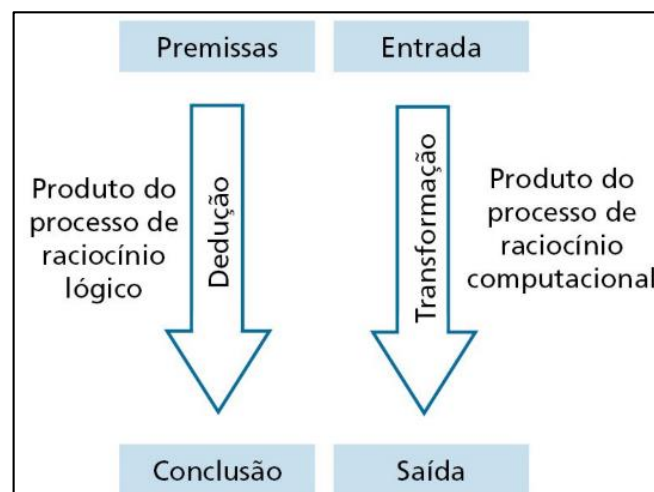 Premissas
Entrada
Produto do
processo de
raciocínio
lógico
Dedução
Transformação
Produto do
processo de
raciocínio
computacional
Conclusão
Saída